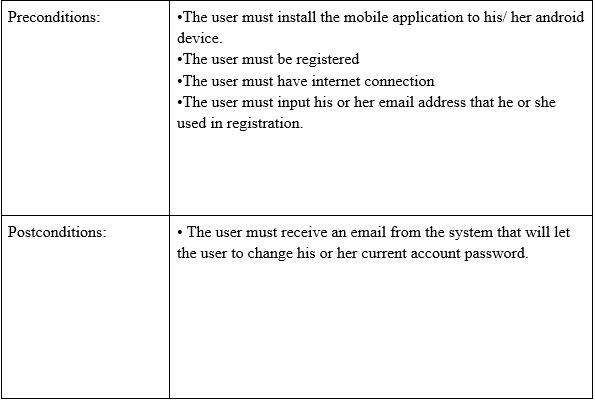 Preconditions:
•The user must install the mobile application to his/ her android
device.
•The user must be registered
•The user must have internet connection
•The user must input his or her email address that he or she
used in registration.
Postconditions:
• The user must receive an email from the system that will let
the user to change his or her current account password.